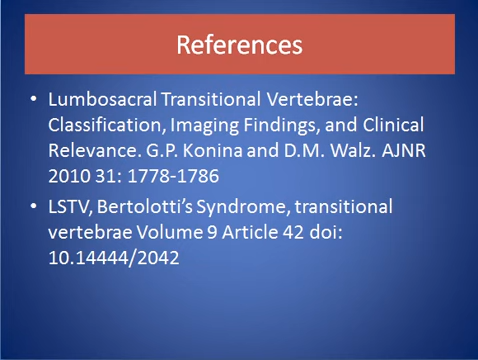 References
• Lumbosacral Transitional Vertebrae:
Classification, Imaging Findings, and Clinical
Relevance. G.P. Konina and D.M. Walz. AJNR
2010 31: 1778-1786
• LSTV, Bertolotti's Syndrome, transitional
vertebrae Volume 9 Article 42 doi:
10.14444/2042